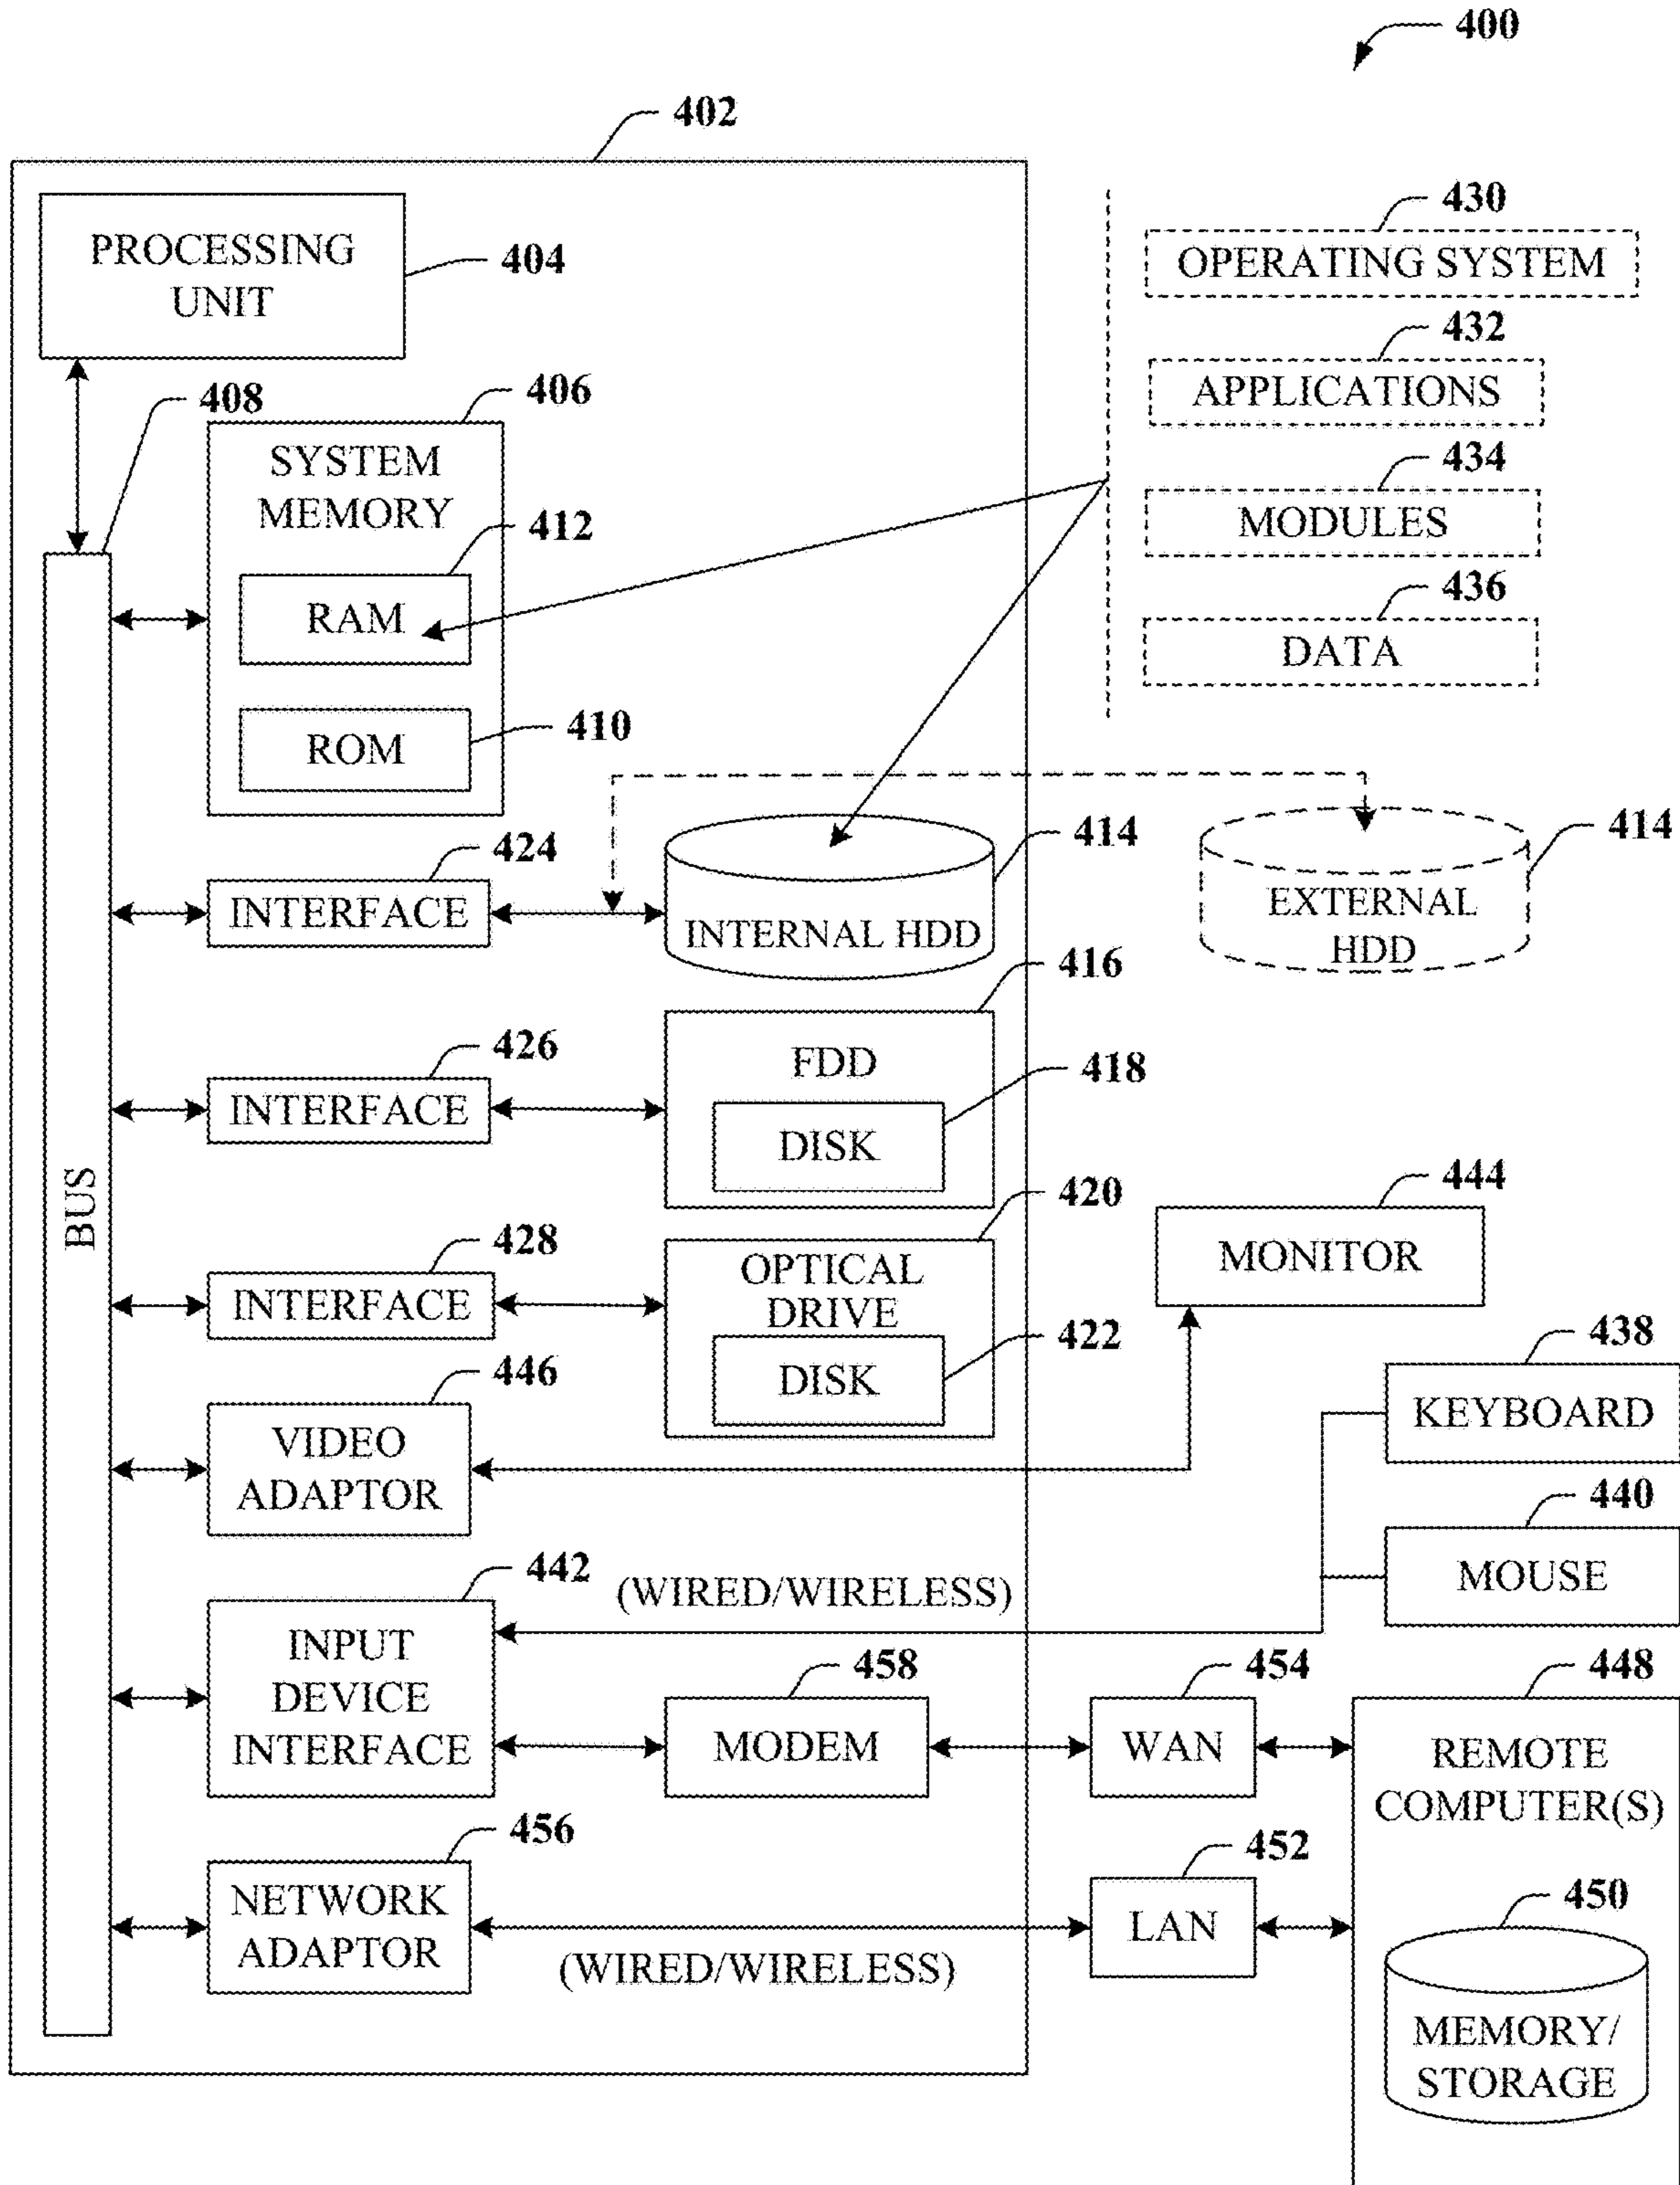 400
402
PROCESSING
UNIT
404
430
OPERATING SYSTEM
432
APPLICATIONS
434
MODULES
436
DATA
408
406
SYSTEM
MEMORY
412
RAM
410
ROM
424
INTERFACE
414
INTERNAL HDD
414
EXTERNAL
HDD
416
426
INTERFACE
FDD
418
DISK
BUS
420
428
INTERFACE
OPTICAL
DRIVE
422
DISK
444
MONITOR
446
VIDEO
ADAPTOR
438
KEYBOARD
440
MOUSE
442
(WIRED/WIRELESS)
INPUT
DEVICE
INTERFACE
458
MODEM
454
WAN
448
REMOTE
COMPUTER(S)
456
NETWORK
ADAPTOR
(WIRED/WIRELESS)
452
LAN
450
MEMORY/
STORAGE